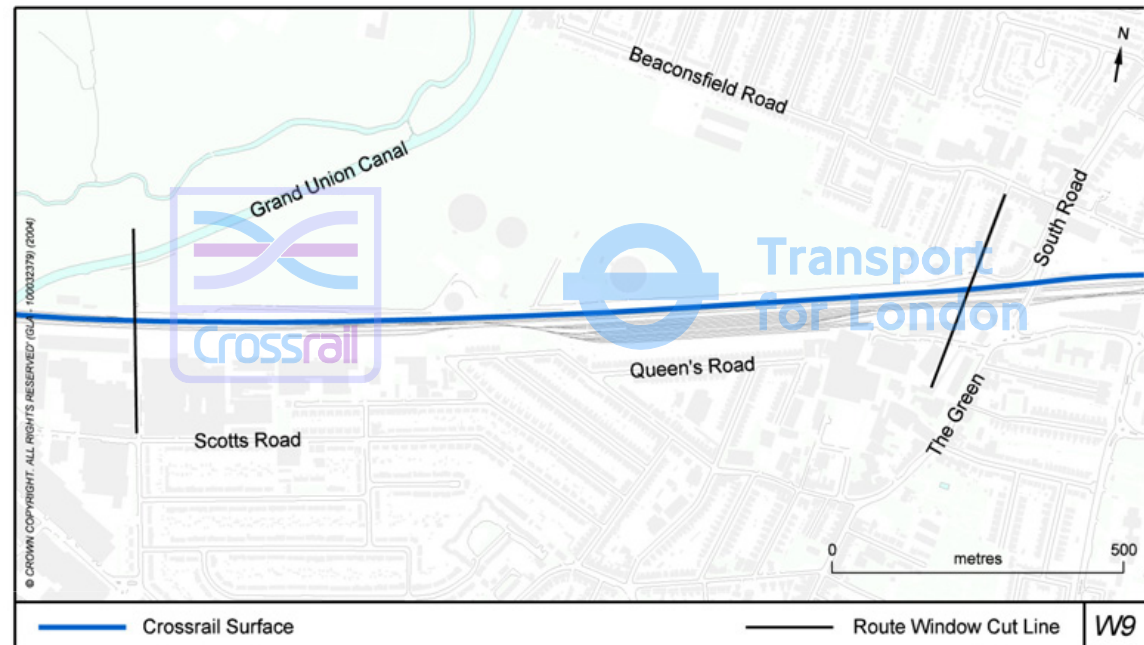 N
Beaconsfield Road
Grand Union Canal
South Road
Transport
for London
Crossrail
Queen's Road
The Green
Scotts Road
© CROWN COPYRIGHT. ALL RIGHTS RESERVED' (GLA , 100032379) (2004)
0
metres
500
Crossrail Surface
Route Window Cut Line
W9